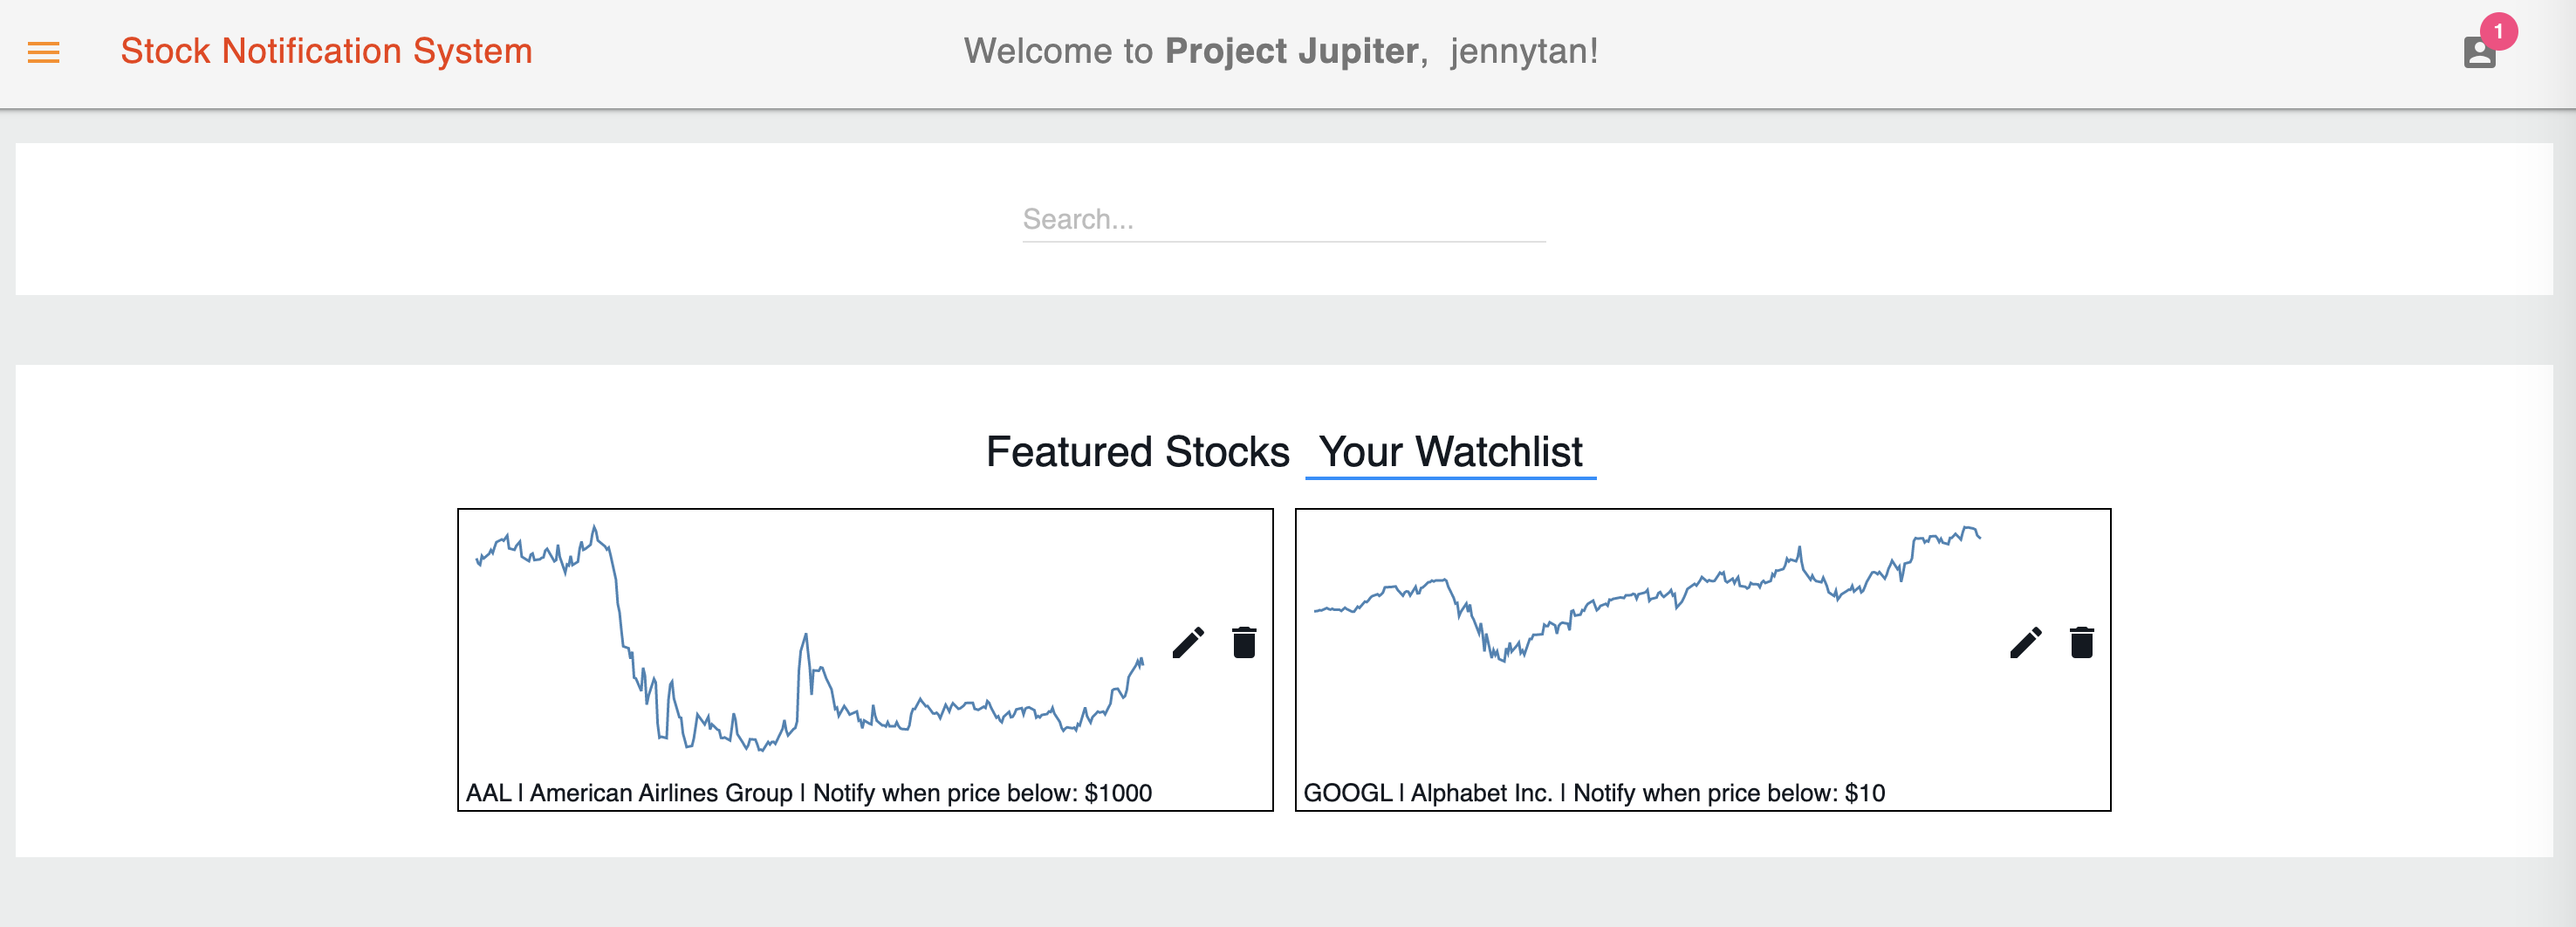 Stock Notification System
Welcome to Project Jupiter, jennytan!
1
Search...
Featured Stocks
Your Watchlist
AAL | American Airlines Group | Notify when price below: $1000
GOOGL | Alphabet Inc. | Notify when price below: $10